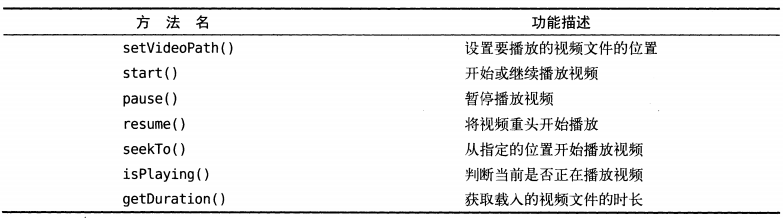 方 法 名 功能描述
setVideoPath() 设置要播放的视频文件的位置
start() 开始或继续播放视频
pause() 暂停播放视频
resume() 将视频重头开始播放
seekTo() 从指定的位置开始播放视频
isPlaying() 判断当前是否正在播放视频
getDuration() 获取载入的视频文件的时长